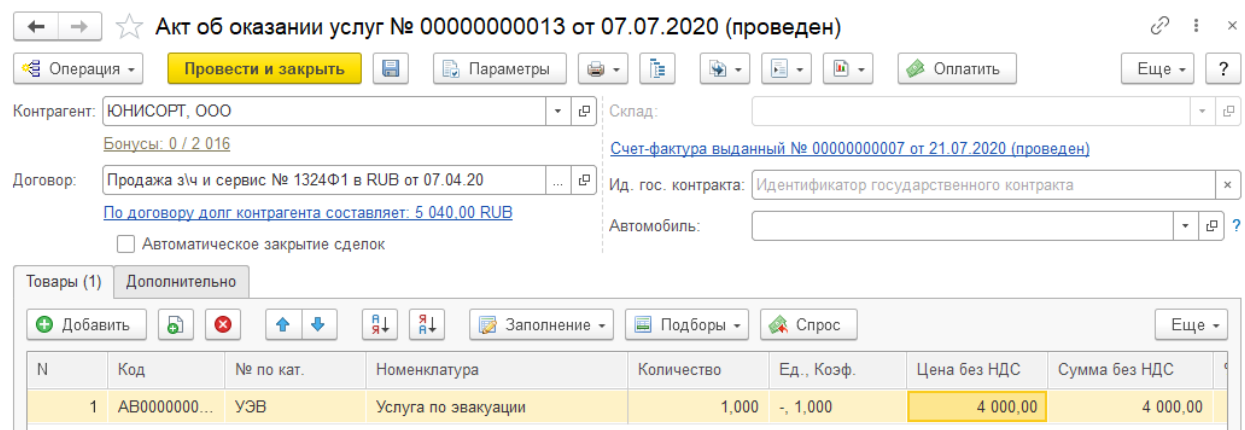 Акт об оказании услуг № 00000000013 от 07.07.2020 (проведен)
Операция Провести и закрыть Параметры Оплатить Еще ?
Контрагент: ЮНИСОРТ, ООО Склад:
Бонусы: 0 / 2 016 Счет-фактура выданный № 00000000007 от 21.07.2020 (проведен)
Договор: Продажа з\ч и сервис № 1324Ф1 в RUB от 07.04.20 ... Ид. гос. контракта: Идентификатор государственного контракта
По договору долг контрагента составляет: 5 040,00 RUB Автомобиль: ?
Автоматическое закрытие сделок
Товары (1) Дополнительно
Добавить Заполнение Подборы Спрос Еще
N Код № по кат. Номенклатура Количество Ед., Коэф. Цена без НДС Сумма без НДС
1 АВ0000000... УЭВ Услуга по эвакуации 1,000 -, 1,000 4 000,00 4 000,00